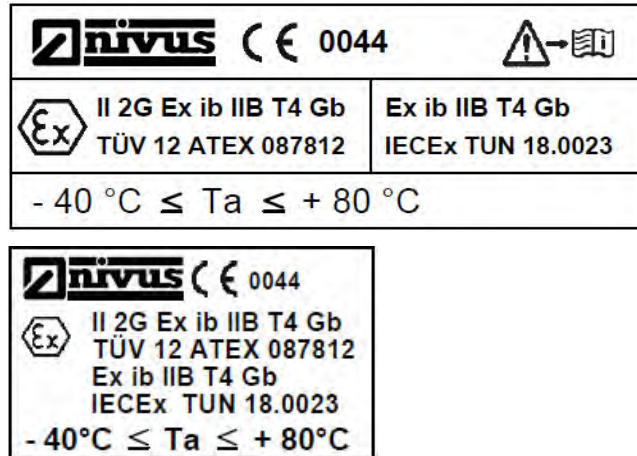 nivus CE 0044
II 2G Ex ib IIB T4 Gb
TÜV 12 ATEX 087812
Ex ib IIB T4 Gb
IECEx TUN 18.0023
- 40 °C ≤ Ta ≤ + 80 °C
nivus CE 0044
Ex II 2G Ex ib IIB T4 Gb
TÜV 12 ATEX 087812
Ex ib IIB T4 Gb
IECEx TUN 18.0023
- 40°C ≤ Ta ≤ + 80°C